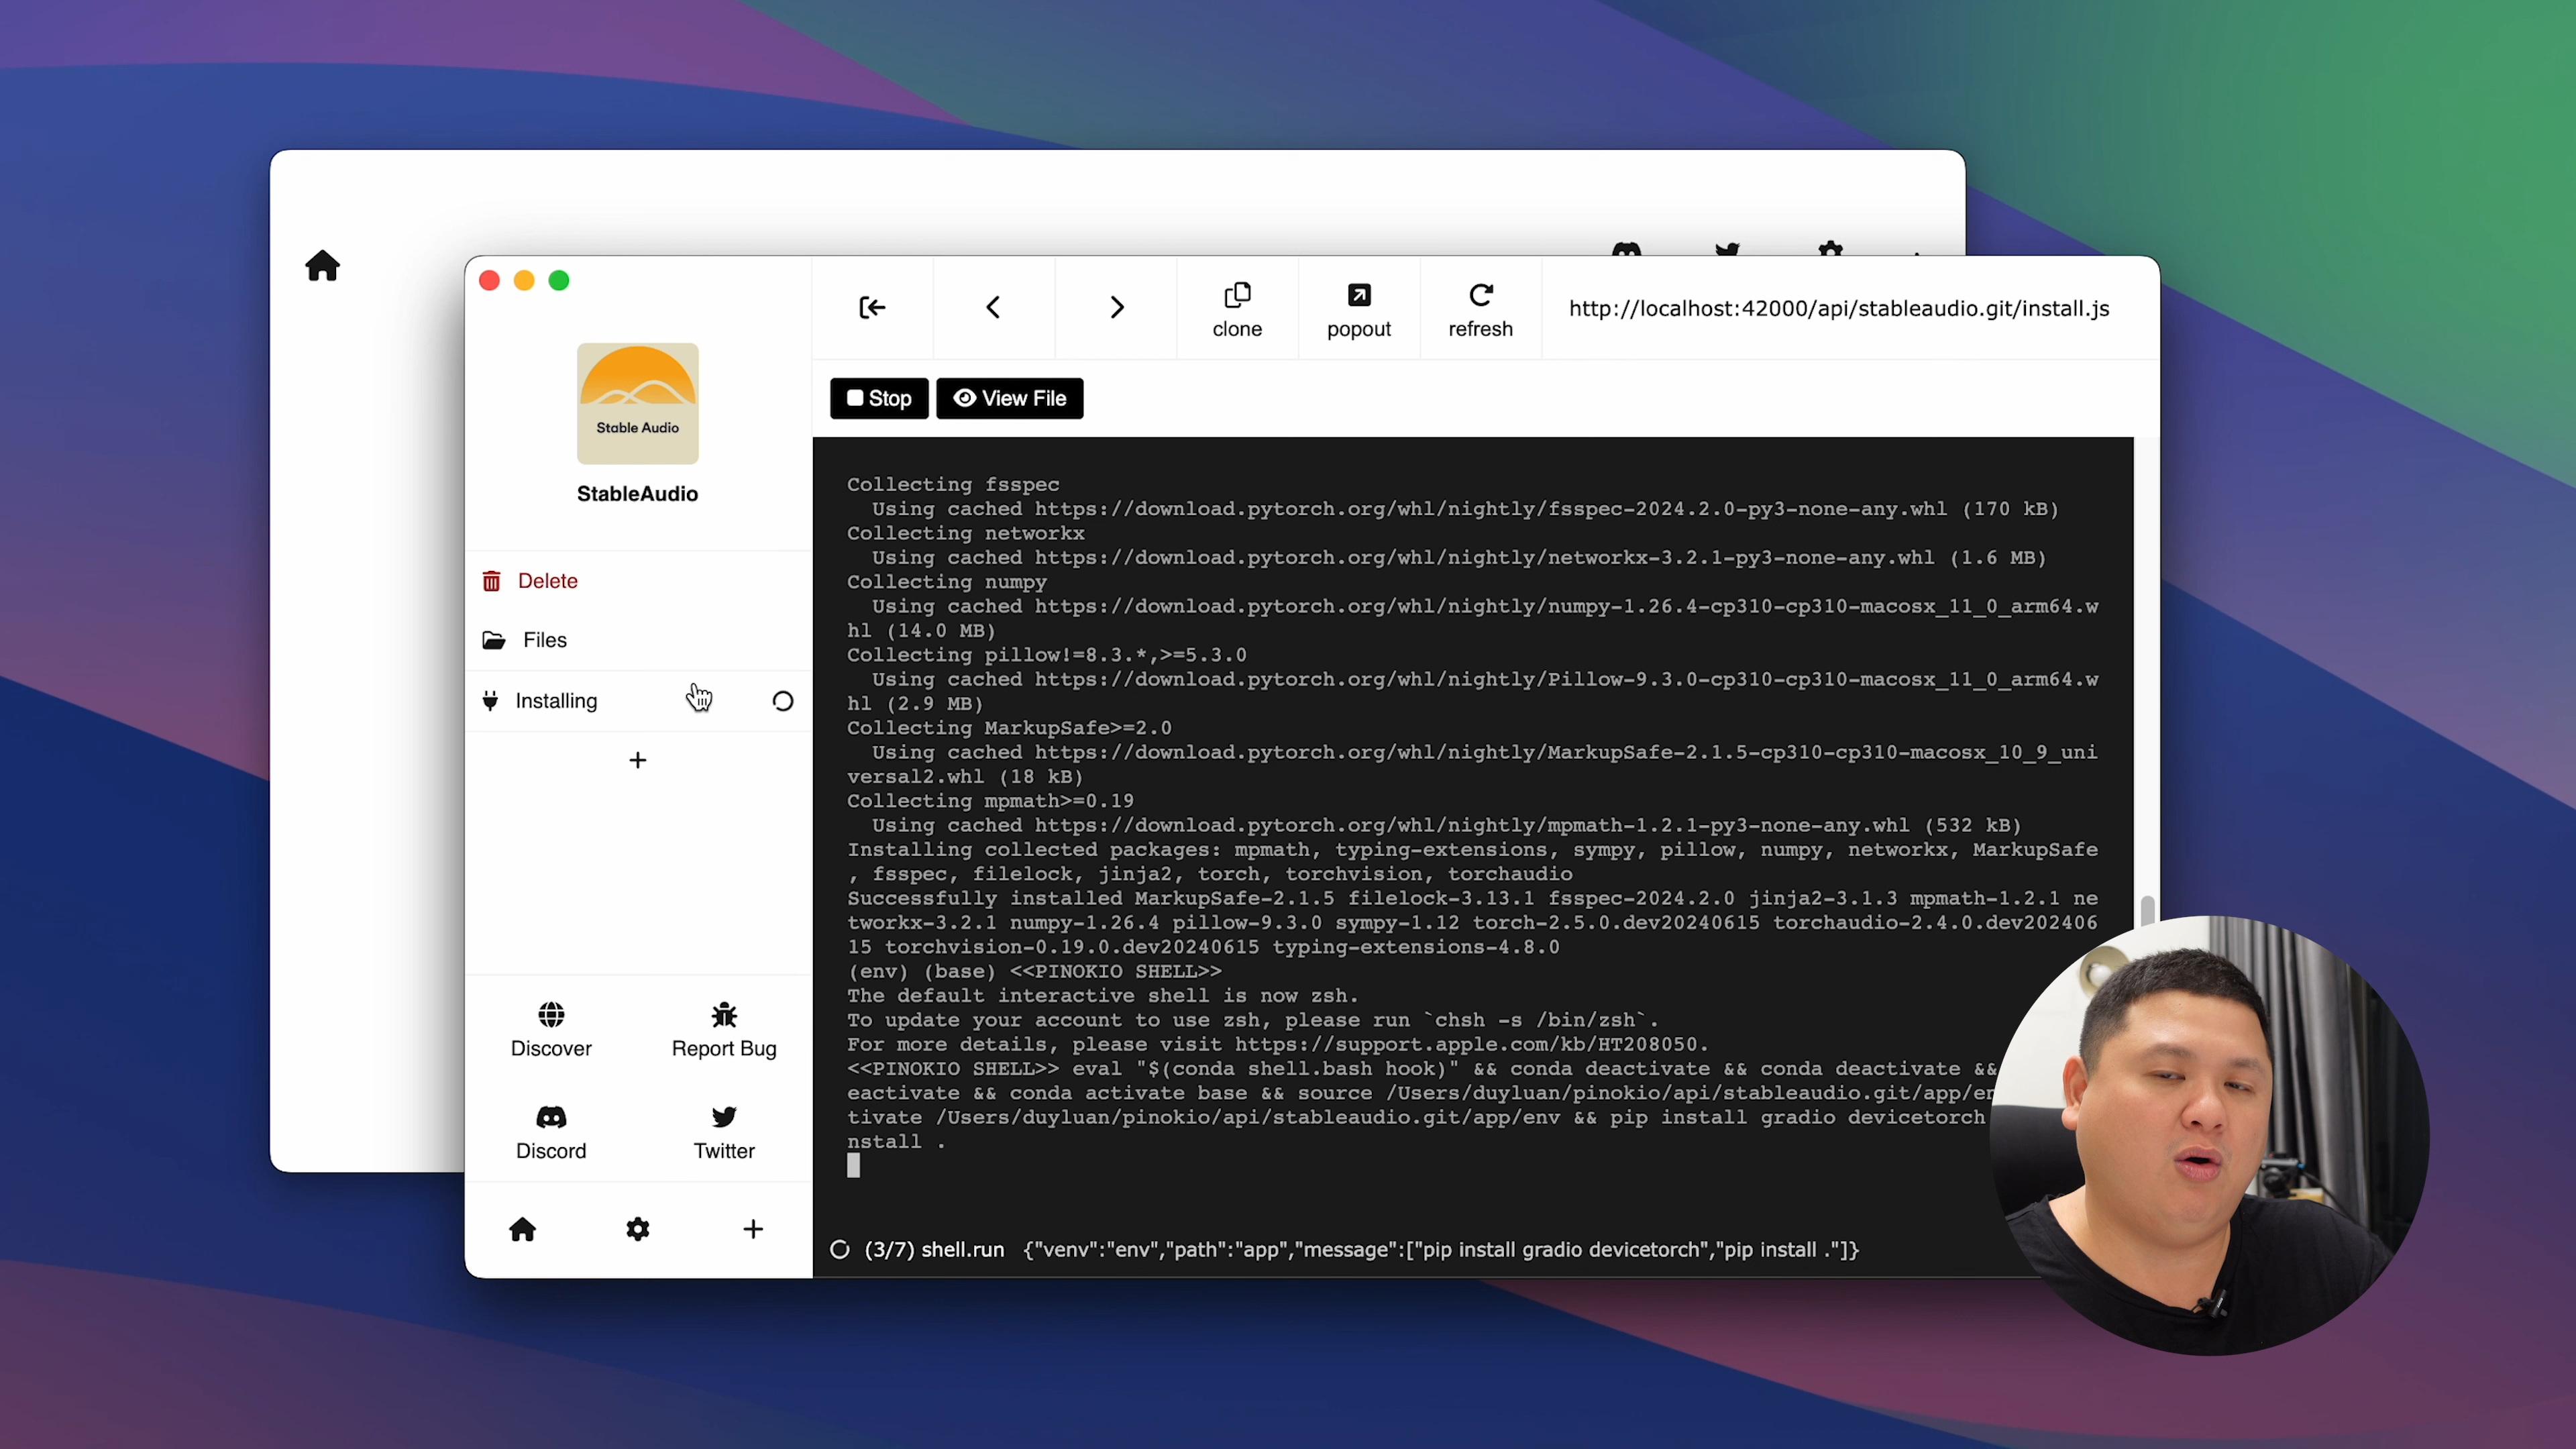 clone
popout
refresh
http://localhost:42000/api/stableaudio.git/install.js
Stop
View File
Stable Audio
StableAudio
Delete
Files
Installing
Discover
Report Bug
Discord
Twitter
Collecting fsspec
Using cached https://download.pytorch.org/whl/nightly/fsspec-2024.2.0-py3-none-any.whl (170 kB)
Collecting networkx
Using cached https://download.pytorch.org/whl/nightly/networkx-3.2.1-py3-none-any.whl (1.6 MB)
Collecting numpy
Using cached https://download.pytorch.org/whl/nightly/numpy-1.26.4-cp310-cp310-macosx_11_0_arm64.w
hl (14.0 MB)
Collecting pillow!=8.3.*,>=5.3.0
Using cached https://download.pytorch.org/whl/nightly/Pillow-9.3.0-cp310-cp310-macosx_11_0_arm64.w
hl (2.9 MB)
Collecting MarkupSafe>=2.0
Using cached https://download.pytorch.org/whl/nightly/MarkupSafe-2.1.5-cp310-cp310-macosx_10_9_uni
versal2.whl (18 kB)
Collecting mpmath>=0.19
Using cached https://download.pytorch.org/whl/nightly/mpmath-1.2.1-py3-none-any.whl (532 kB)
Installing collected packages: mpmath, typing-extensions, sympy, pillow, numpy, networkx, MarkupSafe
, fsspec, filelock, jinja2, torch, torchvision, torchaudio
Successfully installed MarkupSafe-2.1.5 filelock-3.13.1 fsspec-2024.2.0 jinja2-3.1.3 mpmath-1.2.1 ne
tworkx-3.2.1 numpy-1.26.4 pillow-9.3.0 sympy-1.12 torch-2.5.0.dev20240615 torchaudio-2.4.0.dev202406
15 torchvision-0.19.0.dev20240615 typing-extensions-4.8.0
(env) (base) <<PINOKIO SHELL>>
The default interactive shell is now zsh.
To update your account to use zsh, please run `chsh -s /bin/zsh`.
For more details, please visit https://support.apple.com/kb/HT208050.
<<PINOKIO SHELL>> eval "$(conda shell.bash hook)" && conda deactivate && conda deactivate &&
eactivate && conda activate base && source /Users/duyluan/pinokio/api/stableaudio.git/app/en
tivate /Users/duyluan/pinokio/api/stableaudio.git/app/env && pip install gradio devicetorch
nstall .
(3/7) shell.run {"venv":"env","path":"app","message":["pip install gradio devicetorch","pip install ."]}